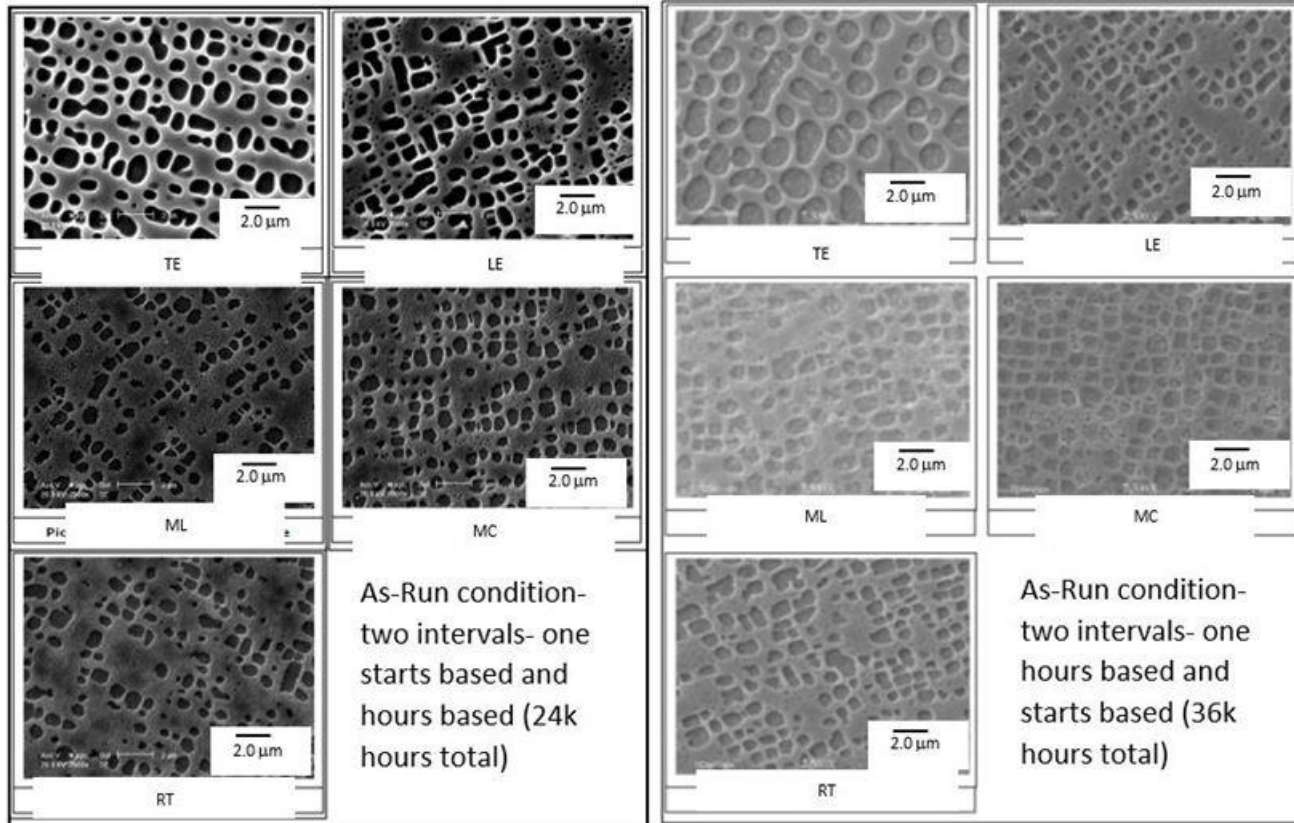 2.0 µm
TE
2.0 µm
LE
2.0 µm
ML
2.0 µm
MC
2.0 µm
RT
As-Run condition-
two intervals- one
starts based and
hours based (24k
hours total)
2.0 µm
TE
2.0 µm
LE
2.0 µm
ML
2.0 µm
MC
2.0 µm
RT
As-Run condition-
two intervals- one
hours based and
starts based (36k
hours total)